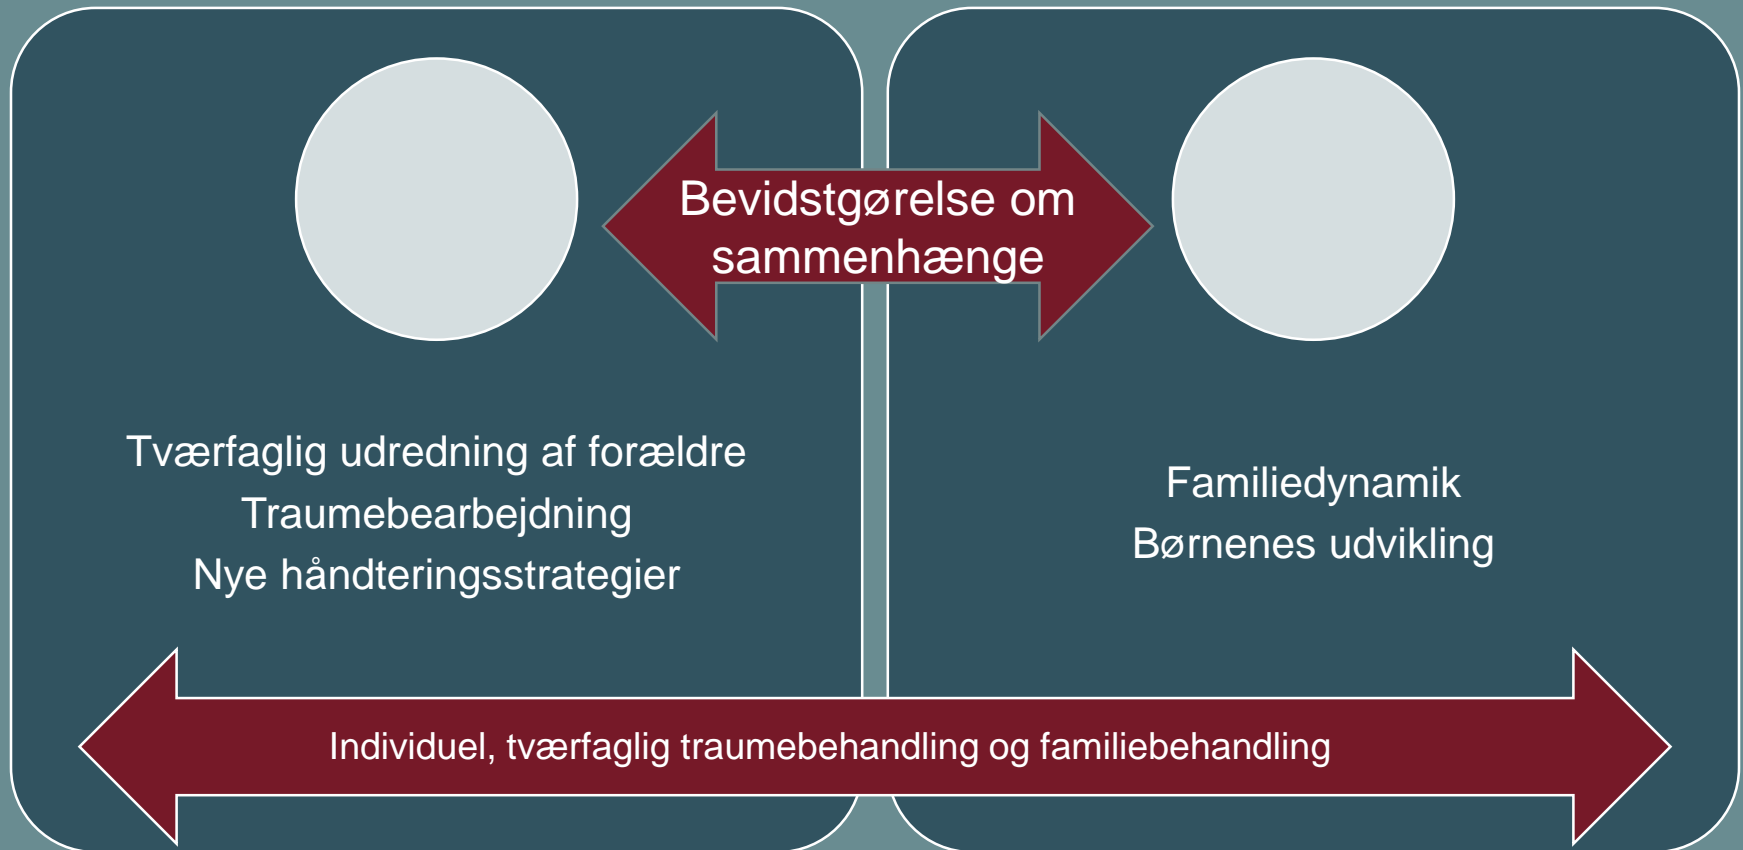 Bevidstgørelse om
sammenhænge
Tværfaglig udredning af forældre
Traumebearbejdning
Nye håndteringsstrategier
Familiedynamik
Børnenes udvikling
Individuel, tværfaglig traumebehandling og familiebehandling